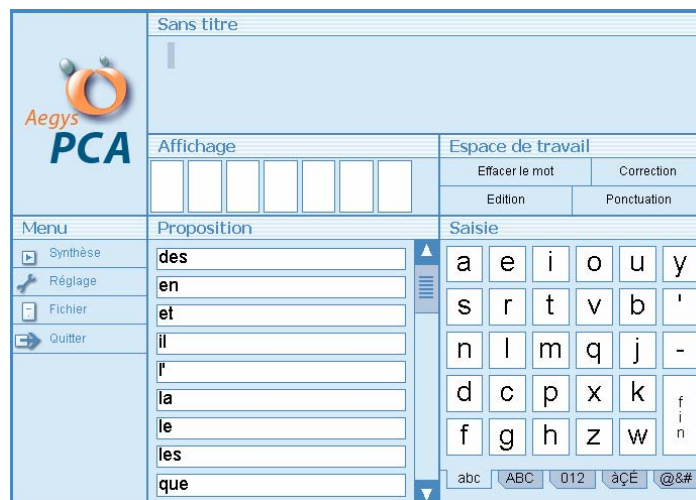 Sans titre
Aegys
PCA
Affichage
Espace de travail
Effacer le mot
Correction
Edition
Ponctuation
Menu
Synthèse
Réglage
Fichier
Quitter
Proposition
des
en
et
il
l'
la
le
les
que
Saisie
a e i o u y
s r t v b '
n l m q j -
d c p x k
f g h z w
fin
abc ABC 012 àÇÉ @&#